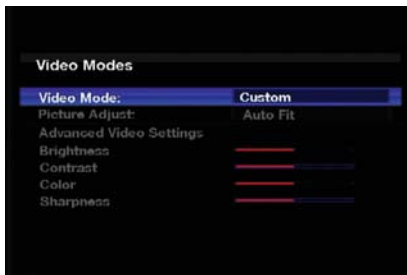 Video Modes
Video Mode: Custom
Picture Adjust: Auto Fit
Advanced Video Settings
Brightness
Contrast
Color
Sharpness